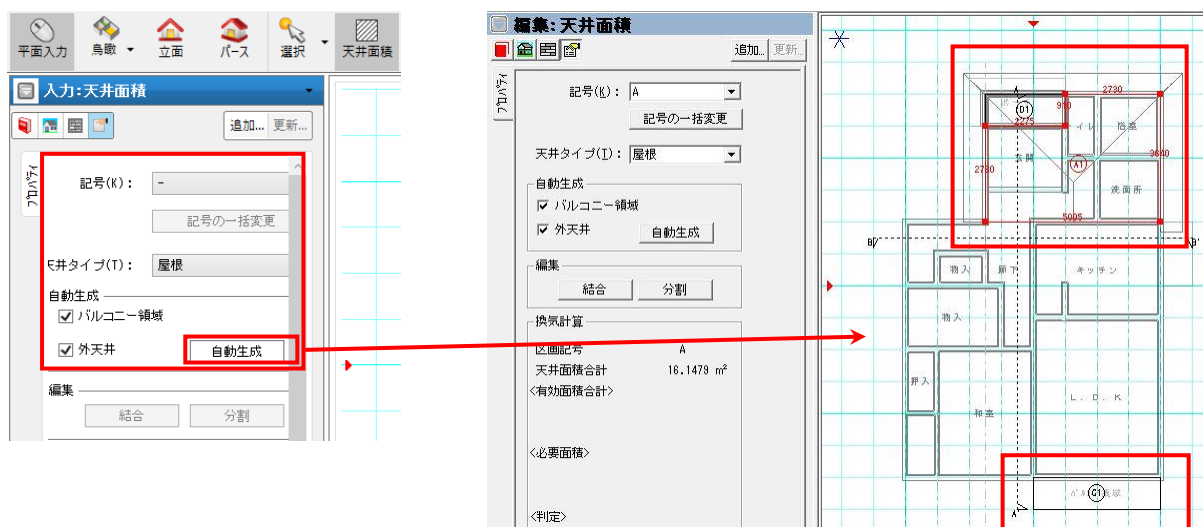 平面入力
鳥瞰
立面
パース
選択
天井面積
入力:天井面積
追加...
更新...
プロパティ
記号(K):
-
記号の一括変更
天井タイプ(T):
屋根
自動生成
バルコニー領域
外天井
自動生成
編集
結合
分割
編集:天井面積
追加...
更新...
プロパティ
記号(K):
A
記号の一括変更
天井タイプ(I):
屋根
自動生成
バルコニー領域
外天井
自動生成
編集
結合
分割
換気計算
区画記号
A
天井面積合計
16.1479 m²
<有効面積合計>
<必要面積>
<判定>
A
2730
D1
910
2275
イレ
浴室
玄関
A1
3640
2730
洗面所
5005
B
B'
物入
廊下
キッチン
物入
押入
L.D.K
和室
G1
域
A'